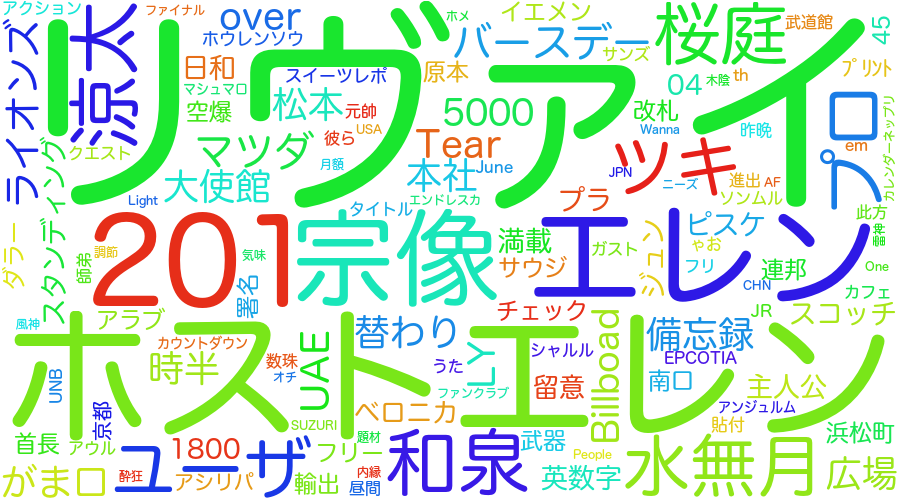 アクション
ファイナル
over
ホメ
イエメン
桜庭
武道館
45
ホウレンソウ
バースデー
サンズ
プリント
リヴァイ
涼太
ライオンズ
日和
スイーツレポ
原本
04
木陰
th
マシュマロ
空爆
松本
元帥
5000
改札
プロ
カレンダーネップリ
クエスト
マツダ
彼ら
USA
Tear
Wanna
昨晩
em
大使館
月額
本社
June
JPN
ツキ
ニーズ
進出
AF
Light
タイトル
エンドレスカ
プラ
ソンムル
此方
スタンディング
ダラー
師弟
201
宗像
満載
ガスト
エレン
ピスケ
雷神
調節
気味
署名
サウジ
ジュン
ゃお
フリ
連邦
One
CHN
カフェ
風神
アラブ
チェック
JR
スコッチ
ホストエレン
カウントダウン
替わり
Billboard
備忘録
時半
数珠
UAE
うた
LY
シャルル
EPCOTIA
オチ
ファンクラブ
留意
南口
主人公
UNB
京都
SUZURI
ベロニカ
アンジュルム
首長
アウル
1800
フリー
題材
和泉
武器
貼付
浜松町
がま口
酔狂
ユーザ
アシリパ
輸出
内縁
昼間
英数字
People
水無月
広場